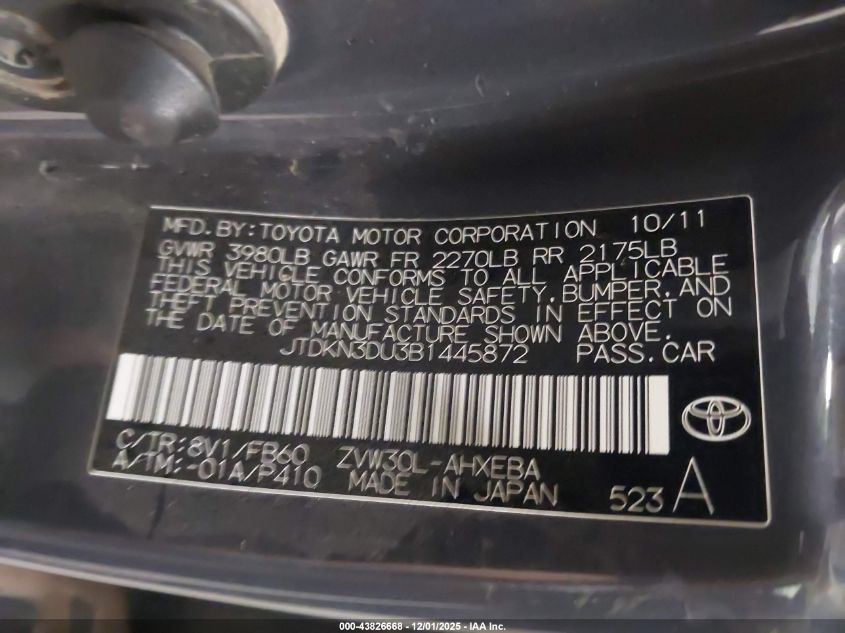 MFD.BY:TOYOTA MOTOR CORPORATION 10/11
GVWR 3980LB GAWR FR 2270LB RR 2175LB
THIS VEHICLE CONFORMS TO ALL APPLICABLE
FEDERAL MOTOR VEHICLE SAFETY,BUMPER,AND
THEFT PREVENTION STANDARDS IN EFFECT ON
THE DATE OF MANUFACTURE SHOWN ABOVE.
JTDKN3DU3B1445872 PASS.CAR
C/TR:8V1/FB60 ZVW30L-AHXEBA
A/TM:-01A/P410 MADE IN JAPAN 523 A
000-43826668 - 12/01/2025 - IAA Inc.